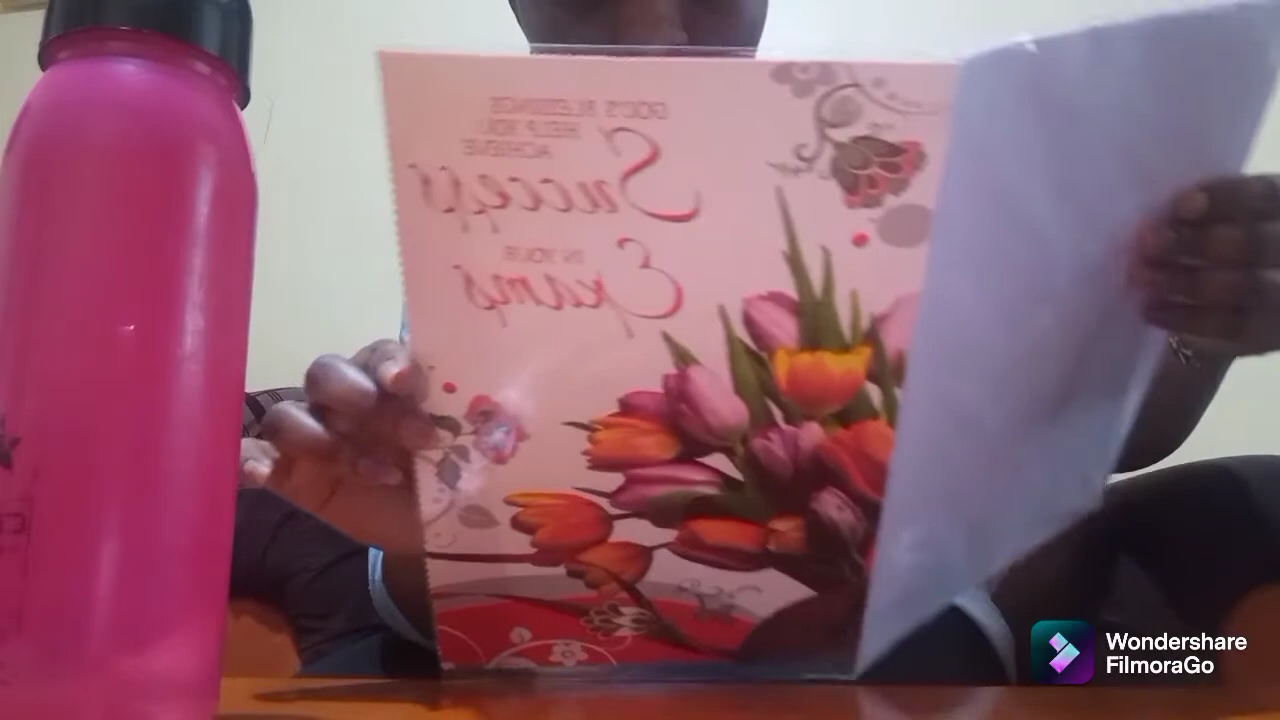 GOD'S BLESSINGS
HELP YOU
ACHIEVE
Success
IN YOUR
Exams
Wondershare
FilmoraGo